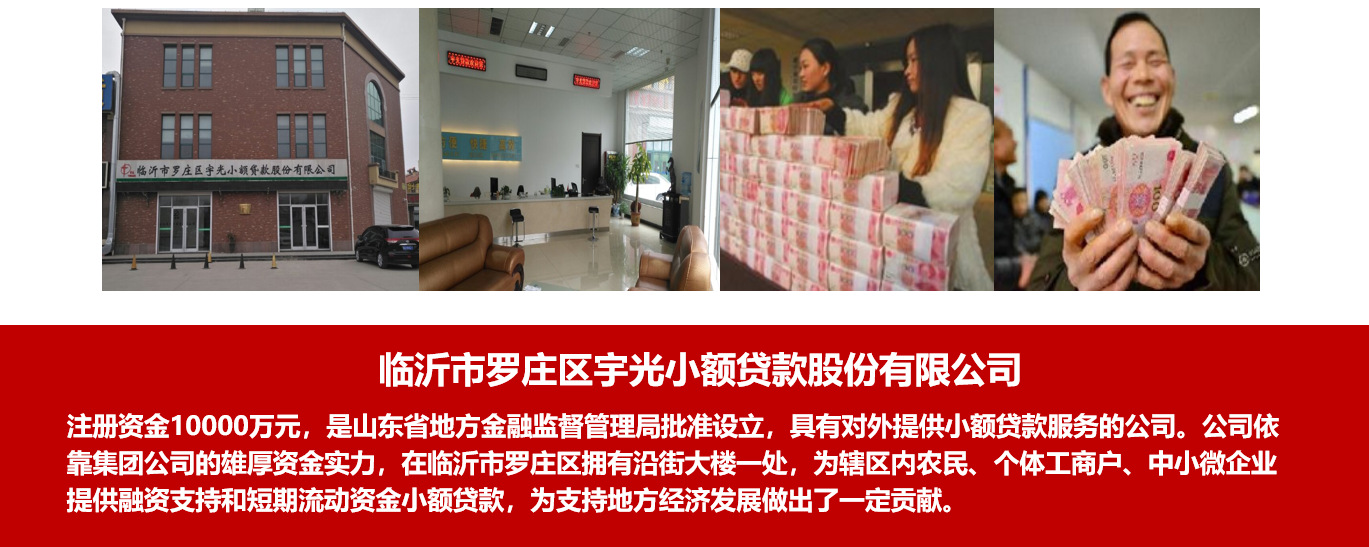 临沂市罗庄区宇光小额贷款股份有限公司
临沂市罗庄区宇光小额贷款股份有限公司
注册资金10000万元，是山东省地方金融监督管理局批准设立，具有对外提供小额贷款服务的公司。公司依
靠集团公司的雄厚资金实力，在临沂市罗庄区拥有沿街大楼一处，为辖区内农民、个体工商户、中小微企业
提供融资支持和短期流动资金小额贷款，为支持地方经济发展做出了一定贡献。